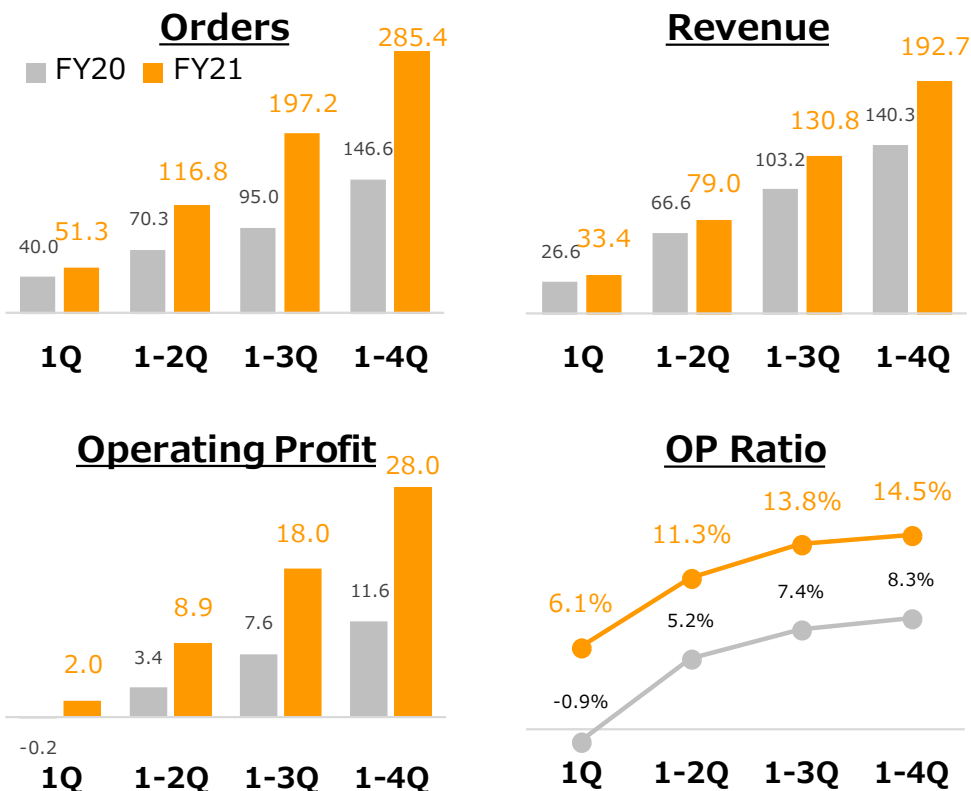 Orders
FY20 FY21
40.0 51.3 70.3 116.8 95.0 197.2 146.6 285.4
1Q 1-2Q 1-3Q 1-4Q
Revenue
26.6 33.4 66.6 79.0 103.2 130.8 140.3 192.7
1Q 1-2Q 1-3Q 1-4Q
Operating Profit
-0.2 2.0 3.4 8.9 7.6 18.0 11.6 28.0
1Q 1-2Q 1-3Q 1-4Q
OP Ratio
6.1% 11.3% 13.8% 14.5%
-0.9% 5.2% 7.4% 8.3%
1Q 1-2Q 1-3Q 1-4Q